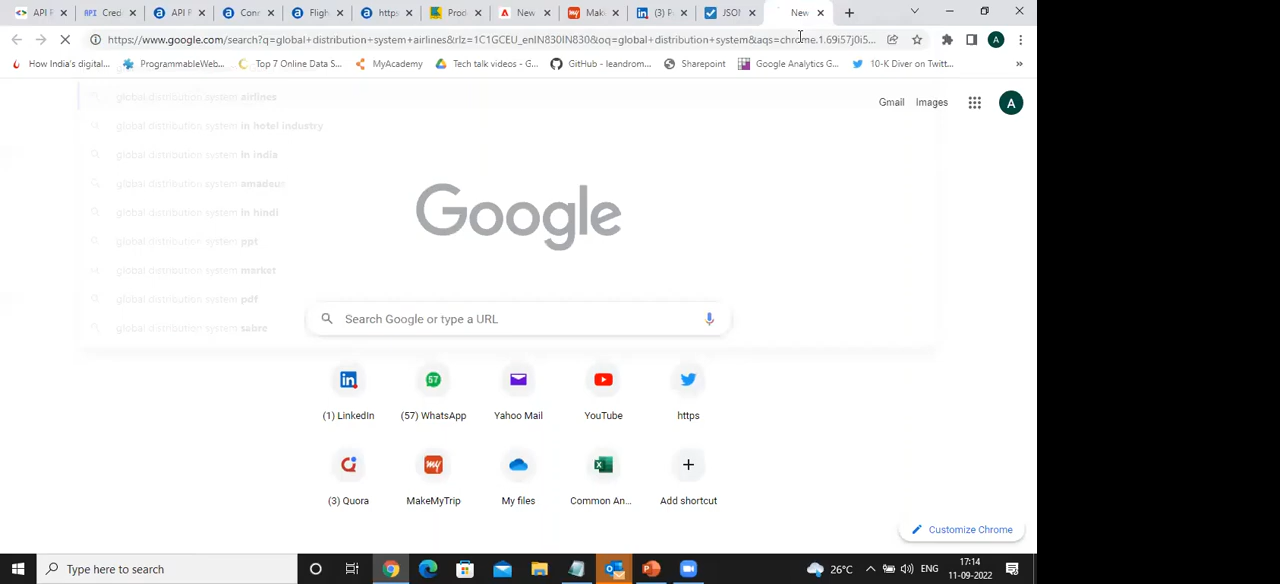 API P
API Cred
API F
Conn
Fligh
https
Prod
New
Mak
(3) P
JSON
New
https://www.google.com/search?q=global+distribution+system+airlines&rlz=1C1GCEU_enIN830IN830&oq=global+distribution+system&aqs=chrome.1.69i57j0i5...
A
How India's digital...
ProgrammableWeb...
Top 7 Online Data S...
MyAcademy
Tech talk videos - G...
GitHub - leandrom...
Sharepoint
Google Analytics G...
10-K Diver on Twitt...
»
global distribution system airlines
global distribution system in hotel industry
global distribution system in india
global distribution system amadeus
global distribution system in hindi
global distribution system ppt
global distribution system market
global distribution system pdf
global distribution system sabre
Gmail
Images
A
Google
Search Google or type a URL
(1) LinkedIn
(57) WhatsApp
Yahoo Mail
YouTube
https
(3) Quora
MakeMyTrip
My files
Common An...
Add shortcut
Customize Chrome
Type here to search
26°C
ENG
17:14
11-09-2022